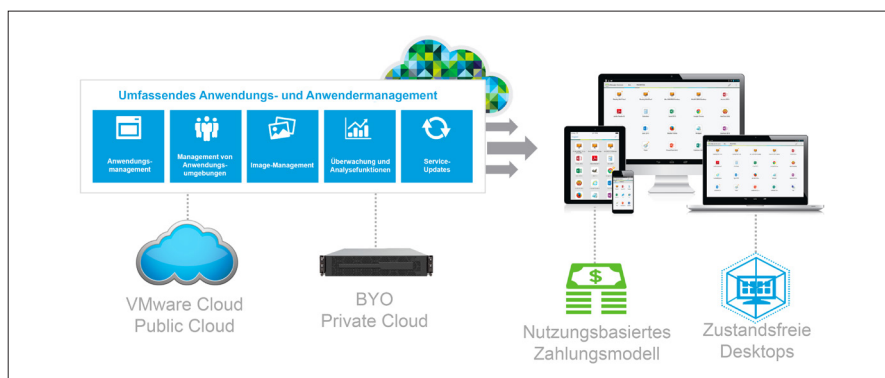 Umfassendes Anwendungs- und Anwendermanagement
Anwendungs-
management
Management von
Anwendungs-
umgebungen
Image-Management
Überwachung und
Analysefunktionen
Service-
Updates
VMware Cloud
Public Cloud
BYO
Private Cloud
$
Nutzungsbasiertes
Zahlungsmodell
Zustandsfreie
Desktops